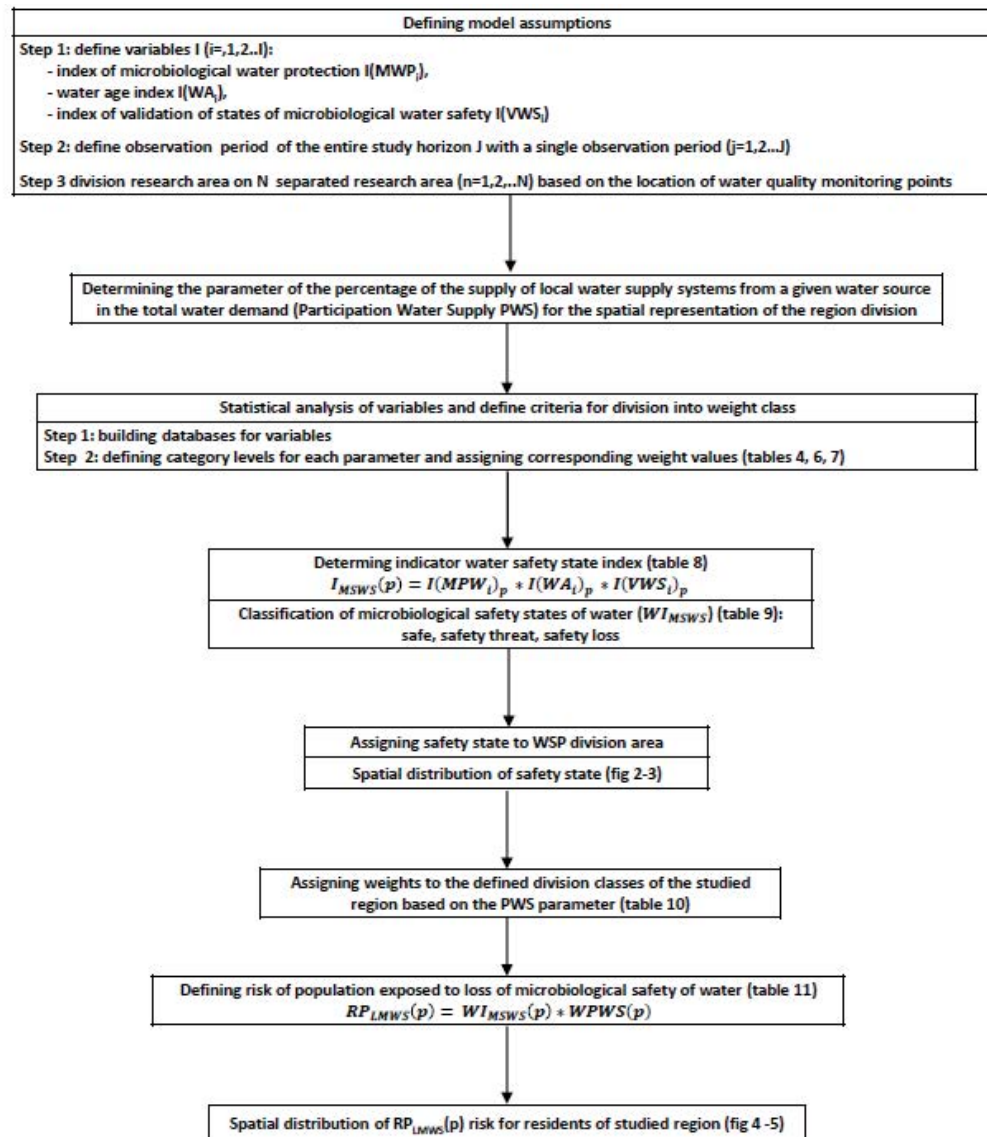 Defining model assumptions
Step 1: define variables I (i=,1,2..I):
- index of microbiological water protection I(MWPᵢ),
- water age index I(WAᵢ),
- index of validation of states of microbiological water safety I(VWSᵢ)
Step 2: define observation period of the entire study horizon J with a single observation period (j=1,2...J)
Step 3 division research area on N separated research area (n=1,2,..N) based on the location of water quality monitoring points
Determining the parameter of the percentage of the supply of local water supply systems from a given water source
in the total water demand (Participation Water Supply PWS) for the spatial representation of the region division
Statistical analysis of variables and define criteria for division into weight class
Step 1: building databases for variables
Step 2: defining category levels for each parameter and assigning corresponding weight values (tables 4, 6, 7)
Determing indicator water safety state index (table 8)
I_MSWS(p) = I(MPWᵢ)ₚ * I(WAᵢ)ₚ * I(VWSᵢ)ₚ
Classification of microbiological safety states of water (WI_MSWS) (table 9):
safe, safety threat, safety loss
Assigning safety state to WSP division area
Spatial distribution of safety state (fig 2-3)
Assigning weights to the defined division classes of the studied
region based on the PWS parameter (table 10)
Defining risk of population exposed to loss of microbiological safety of water (table 11)
RP_LMWS(p) = WI_MSWS(p) * WPWS(p)
Spatial distribution of RP_LMWS(p) risk for residents of studied region (fig 4 -5)